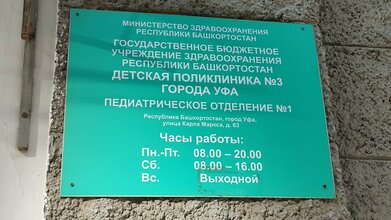 МИНИСТЕРСТВО ЗДРАВООХРАНЕНИЯ
РЕСПУБЛИКИ БАШКОРТОСТАН
ГОСУДАРСТВЕННОЕ БЮДЖЕТНОЕ
УЧРЕЖДЕНИЕ ЗДРАВООХРАНЕНИЯ
РЕСПУБЛИКИ БАШКОРТОСТАН
ДЕТСКАЯ ПОЛИКЛИНИКА №3
ГОРОДА УФА
ПЕДИАТРИЧЕСКОЕ ОТДЕЛЕНИЕ №1
Республика Башкортостан, город Уфа,
улица Карла Маркса, д. 63
Часы работы:
Пн.-Пт. 08.00 – 20.00
Сб. 08.00 – 16.00
Вс. Выходной